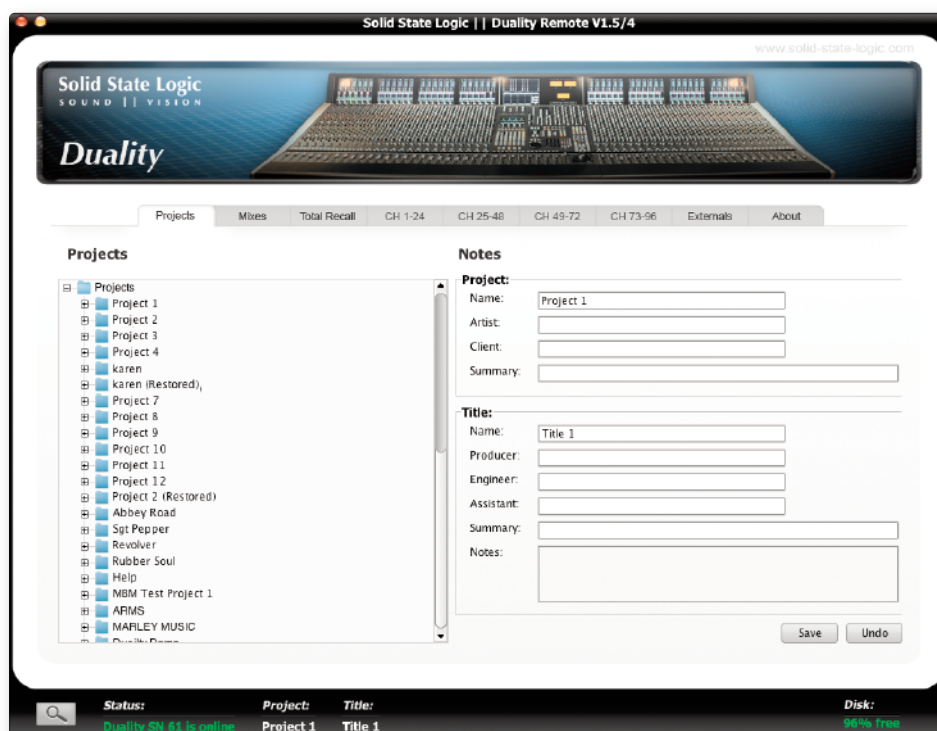 Solid State Logic || Duality Remote V1.5/4
www.solid-state-logic.com
Solid State Logic
SOUND || VISION
Duality
Projects Mixes Total Recall CH 1-24 CH 25-48 CH 49-72 CH 73-96 Externals About
Projects
Projects
Project 1
Project 2
Project 3
Project 4
karen
karen (Restored),
Project 7
Project 8
Project 9
Project 10
Project 11
Project 12
Project 2 (Restored)
Abbey Road
Sgt Pepper
Revolver
Rubber Soul
Help
MBM Test Project 1
ARMS
MARLEY MUSIC
Notes
Project:
Name: Project 1
Artist:
Client:
Summary:
Title:
Name: Title 1
Producer:
Engineer:
Assistant:
Summary:
Notes:
Save Undo
Status: Project: Title: Disk:
Duality SN 61 is online Project 1 Title 1 96% free